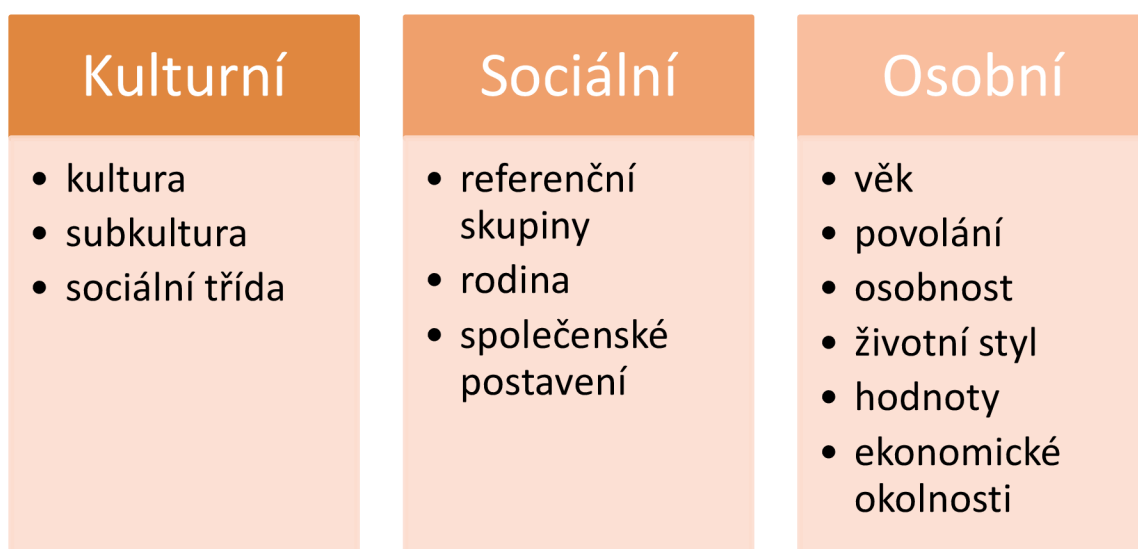 Kulturní
• kultura
• subkultura
• sociální třída
Sociální
• referenční
skupiny
• rodina
• společenské
postavení
Osobní
• věk
• povolání
• osobnost
• životní styl
• hodnoty
• ekonomické
okolnosti